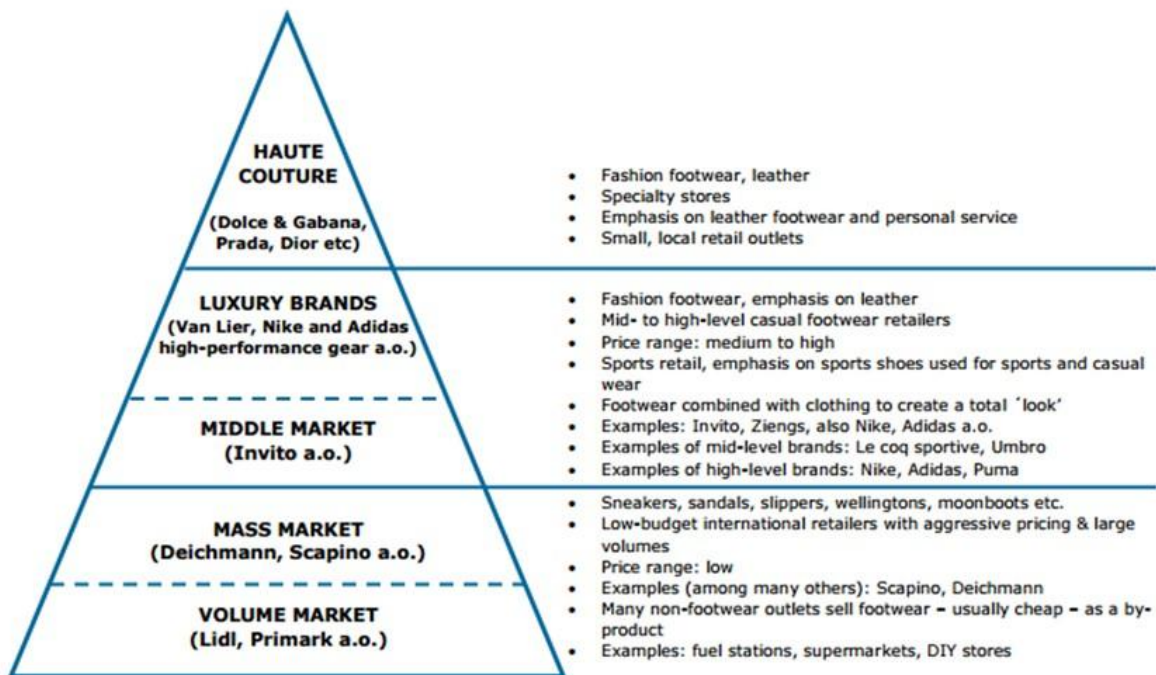 HAUTE
COUTURE
(Dolce & Gabana,
Prada, Dior etc)
• Fashion footwear, leather
• Specialty stores
• Emphasis on leather footwear and personal service
• Small, local retail outlets
LUXURY BRANDS
(Van Lier, Nike and Adidas
high-performance gear a.o.)
MIDDLE MARKET
(Invito a.o.)
• Fashion footwear, emphasis on leather
• Mid- to high-level casual footwear retailers
• Price range: medium to high
• Sports retail, emphasis on sports shoes used for sports and casual
wear
• Footwear combined with clothing to create a total ´look’
• Examples: Invito, Ziengs, also Nike, Adidas a.o.
• Examples of mid-level brands: Le coq sportive, Umbro
• Examples of high-level brands: Nike, Adidas, Puma
MASS MARKET
(Deichmann, Scapino a.o.)
VOLUME MARKET
(Lidl, Primark a.o.)
• Sneakers, sandals, slippers, wellingtons, moonboots etc.
• Low-budget international retailers with aggressive pricing & large
volumes
• Price range: low
• Examples (among many others): Scapino, Deichmann
• Many non-footwear outlets sell footwear – usually cheap – as a by-
product
• Examples: fuel stations, supermarkets, DIY stores